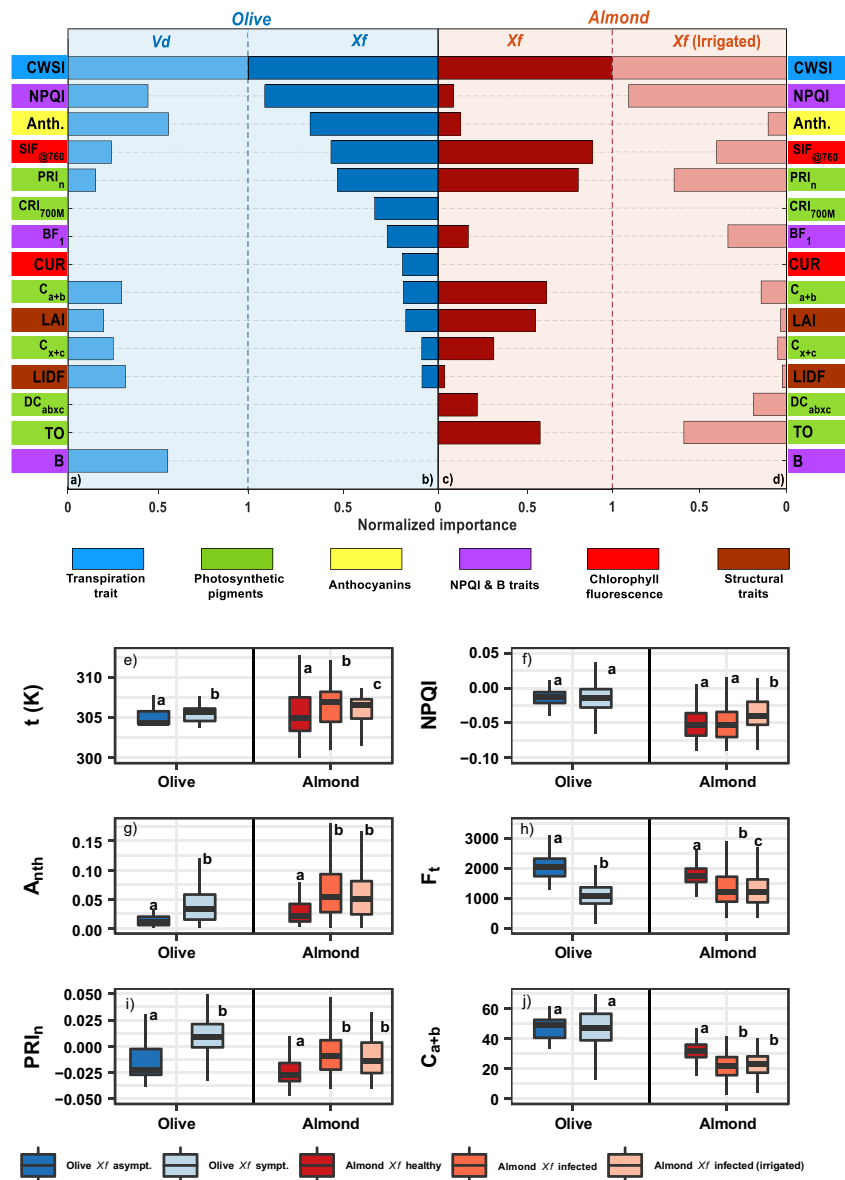 Olive Almond
Vd Xf Xf Xf (Irrigated)
CWSI CWSI
NPQI NPQI
Anth. Anth.
SIF@760 SIF@760
PRIn PRIn
CRI700M CRI700M
BF1 BF1
CUR CUR
Ca+b Ca+b
LAI LAI
Cx+c Cx+c
LIDF LIDF
DCabxc DCabxc
TO TO
B B
a) b) c) d)
0 0.5 1 0.5 0 0.5 1 0.5 0
Normalized importance
Transpiration trait
Photosynthetic pigments
Anthocyanins
NPQI & B traits
Chlorophyll fluorescence
Structural traits
e)
t (K)
310
305
300
a b a b c
Olive Almond
f)
NPQI
0.05
0.00
−0.05
−0.10
a a a a b
Olive Almond
g)
Anth
0.15
0.10
0.05
0.00
a b a b b
Olive Almond
h)
Ft
3000
2000
1000
0
a b a b c
Olive Almond
i)
PRIn
0.050
0.025
0.000
−0.025
−0.050
a b a b b
Olive Almond
j)
Ca+b
60
40
20
0
a a a b b
Olive Almond
Olive Xf asympt. Olive Xf sympt. Almond Xf healthy Almond Xf infected Almond Xf infected (irrigated)